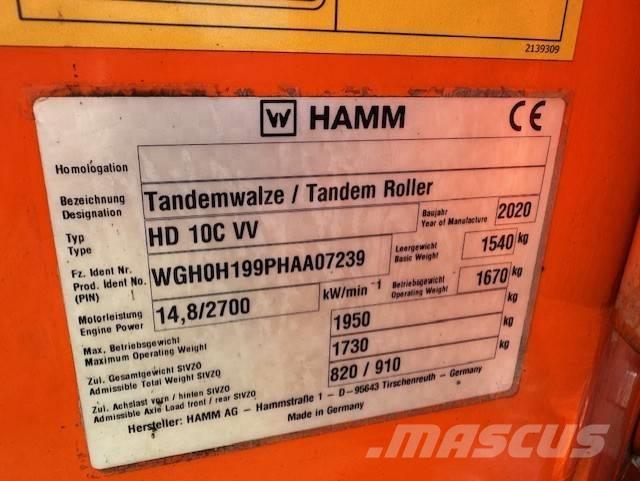 2139309
HAMM
CE
Homologation
Bezeichnung
Designation
Tandemwalze / Tandem Roller
Typ
Type
HD 10C VV
Baujahr
Year of Manufacture
2020
Fz. Ident Nr.
Prod. Ident No.
(PIN)
WGH0H199PHAA07239
Leergewicht
Basic Weight
1540 kg
Motorleistung
Engine Power
14,8/2700
kW/min -1
Betriebsgewicht
Operating Weight
1670 kg
Max. Betriebsgewicht
Maximum Operating Weight
1950 kg
Zul. Gesamtgewicht StVZO
Admissible Total Weight StVZO
1730 kg
Zul. Achslast vorn / hinten StVZO
Admissible Axle Load front / rear StVZO
820 / 910 kg
Hersteller: HAMM AG - Hammstraße 1 - D - 95643 Tirschenreuth - Germany
Made in Germany
MASCUS